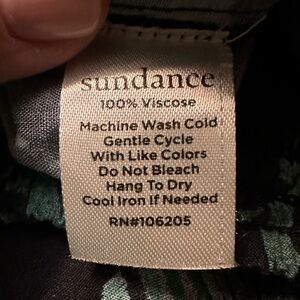 sundance
100% Viscose
Machine Wash Cold
Gentle Cycle
With Like Colors
Do Not Bleach
Hang To Dry
Cool Iron If Needed
RN#106205